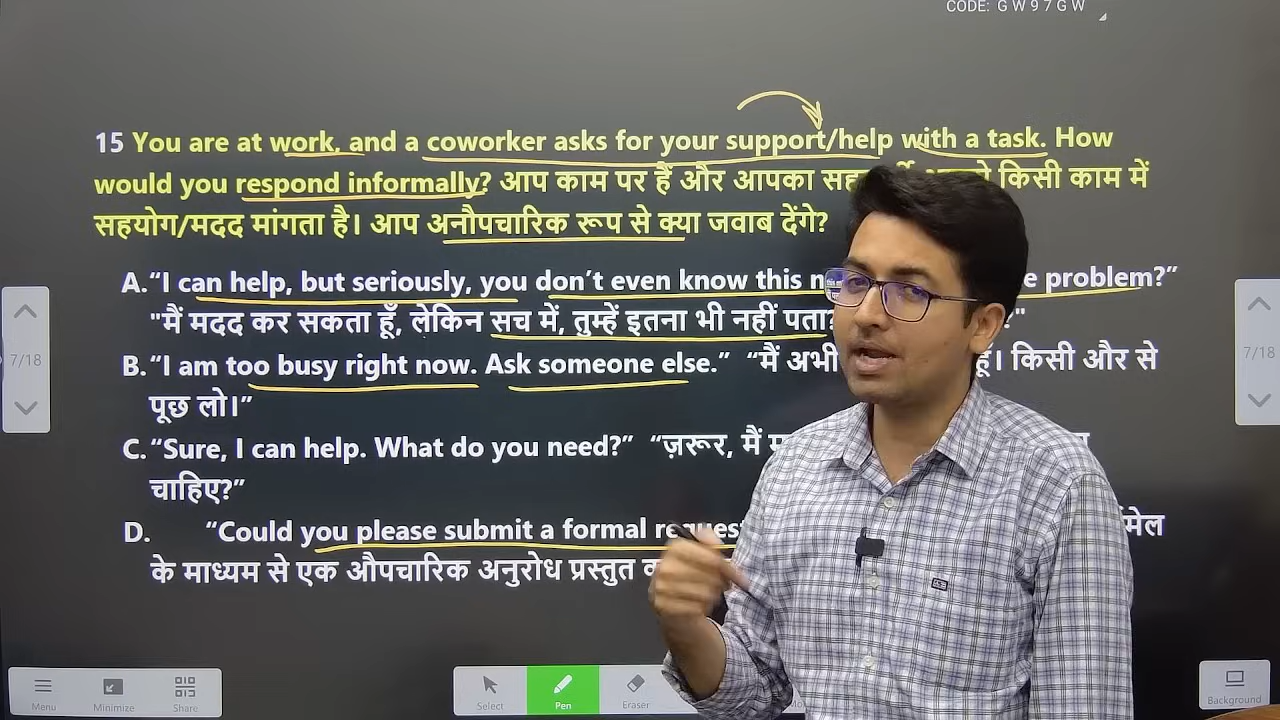 CODE: G W 9 7 G W
15 You are at work, and a coworker asks for your support/help with a task. How
would you respond informally? आप काम पर हैं और आपका किसी काम में
सहयोग/मदद मांगता है। आप अनौपचारिक रूप से क्या जवाब देंगे?
A. “I can help, but seriously, you don’t even know this problem?”
"मैं मदद कर सकता हूँ, लेकिन सच में, तुम्हें इतना भी नहीं पता
B. “I am too busy right now. Ask someone else.” “मैं अभी हूं। किसी और से
पूछ लो।”
C. “Sure, I can help. What do you need?” “ज़रूर, मैं
चाहिए?”
D. “Could you please submit a formal
के माध्यम से एक औपचारिक अनुरोध प्रस्तुत
7/18
7/18
Menu Minimize Share Select Pen Eraser Background